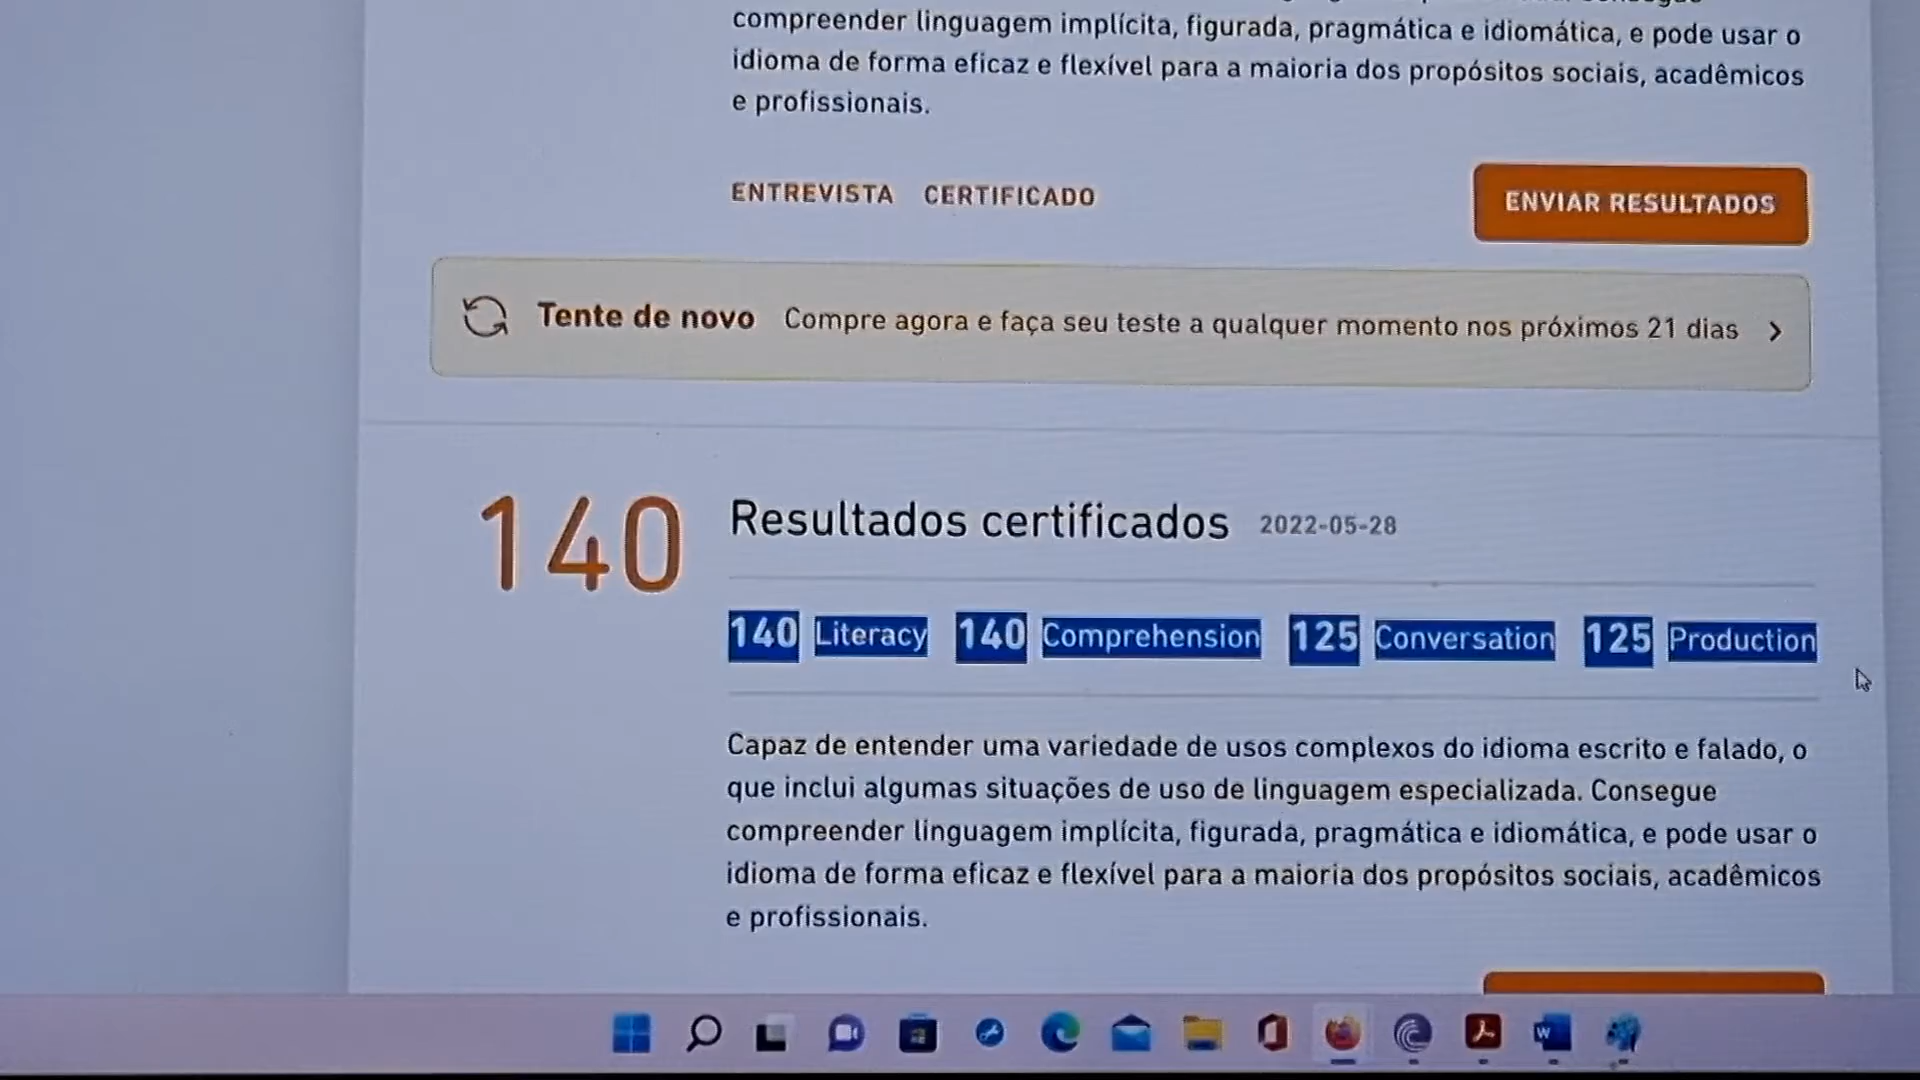 compreender linguagem implícita, figurada, pragmática e idiomática, e pode usar o
idioma de forma eficaz e flexível para a maioria dos propósitos sociais, acadêmicos
e profissionais.
ENTREVISTA CERTIFICADO
ENVIAR RESULTADOS
Tente de novo Compre agora e faça seu teste a qualquer momento nos próximos 21 dias
140
Resultados certificados 2022-05-28
140 Literacy 140 Comprehension 125 Conversation 125 Production
Capaz de entender uma variedade de usos complexos do idioma escrito e falado, o
que inclui algumas situações de uso de linguagem especializada. Consegue
compreender linguagem implícita, figurada, pragmática e idiomática, e pode usar o
idioma de forma eficaz e flexível para a maioria dos propósitos sociais, acadêmicos
e profissionais.